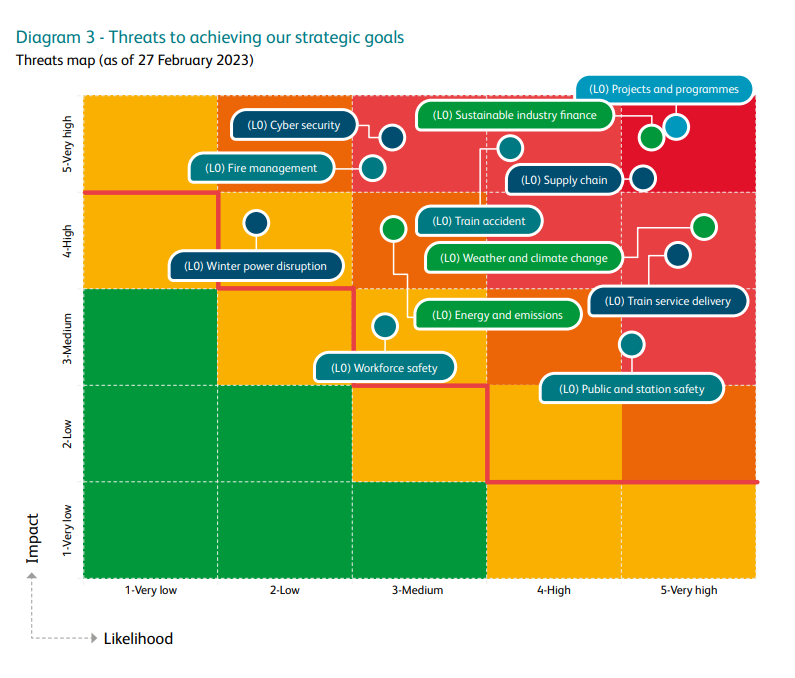 Diagram 3 - Threats to achieving our strategic goals
Threats map (as of 27 February 2023)
(L0) Projects and programmes
(L0) Sustainable industry finance
(L0) Cyber security
(L0) Fire management
(L0) Supply chain
(L0) Train accident
(L0) Weather and climate change
(L0) Winter power disruption
(L0) Train service delivery
(L0) Energy and emissions
(L0) Workforce safety
(L0) Public and station safety
5-Very high
4-High
3-Medium
2-Low
1-Very low
Impact
1-Very low
2-Low
3-Medium
4-High
5-Very high
Likelihood